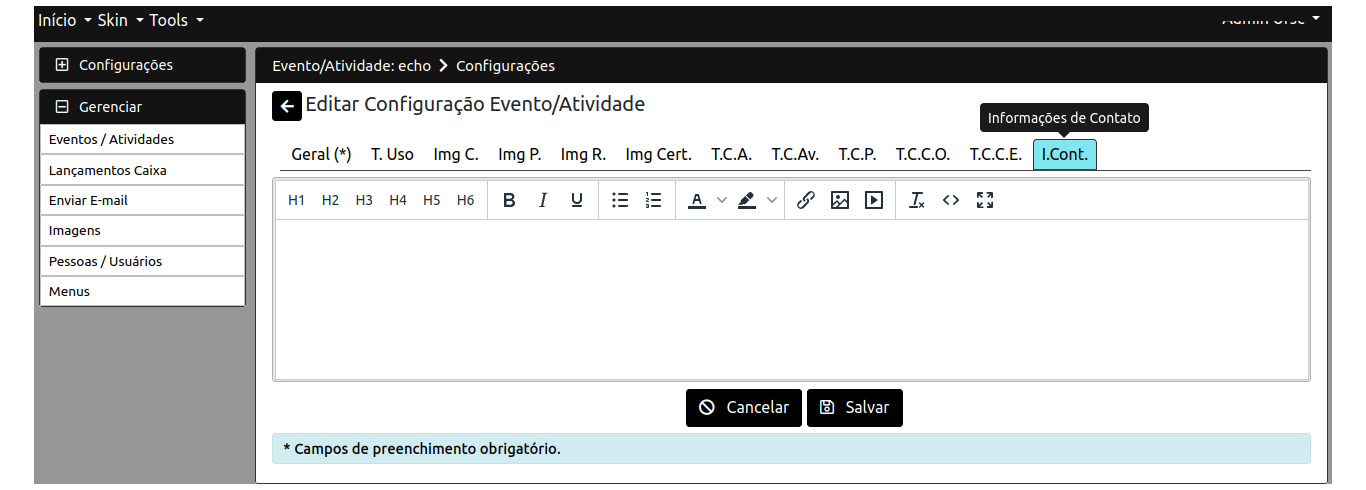 Início Skin Tools
Configurações
Gerenciar
Eventos / Atividades
Lançamentos Caixa
Enviar E-mail
Imagens
Pessoas / Usuários
Menus
Evento/Atividade: echo > Configurações
Editar Configuração Evento/Atividade
Informações de Contato
Geral (*) T. Uso Img C. Img P. Img R. Img Cert. T.C.A. T.C.Av. T.C.P. T.C.C.O. T.C.C.E. I.Cont.
H1 H2 H3 H4 H5 H6 B I U A
Cancelar Salvar
* Campos de preenchimento obrigatório.